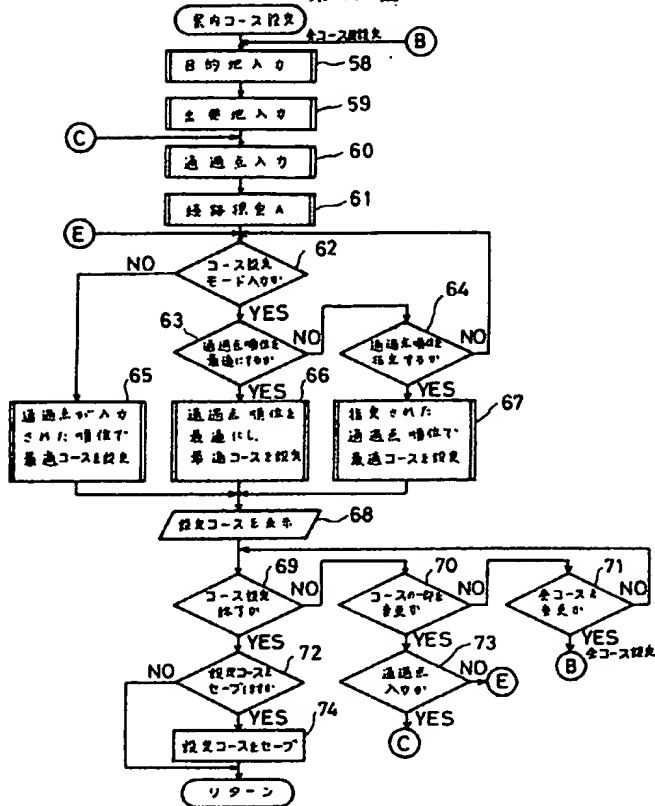 案内コース設定
全コース再設定
B
目的地入力
58
出発地入力
59
C
通過点入力
60
経路探査A
61
E
62
コース設定
モード入力か
NO
YES
63
通過点順位を
最適にするか
NO
YES
64
通過点順位を
指定するか
NO
YES
65
通過点が入力
された順位で
最適コースを設定
66
通過点順位を
最適にし、
最適コースを設定
67
指定された
通過点順位で
最適コースを設定
設定コースを表示
68
69
コース設定
終了か
NO
YES
70
コースの一部を
変更か
NO
YES
71
全コースを
変更か
NO
YES
全コース設定
B
72
設定コースを
セーブしますか
NO
YES
73
通過点
入力か
NO
E
YES
C
74
設定コースをセーブ
リターン